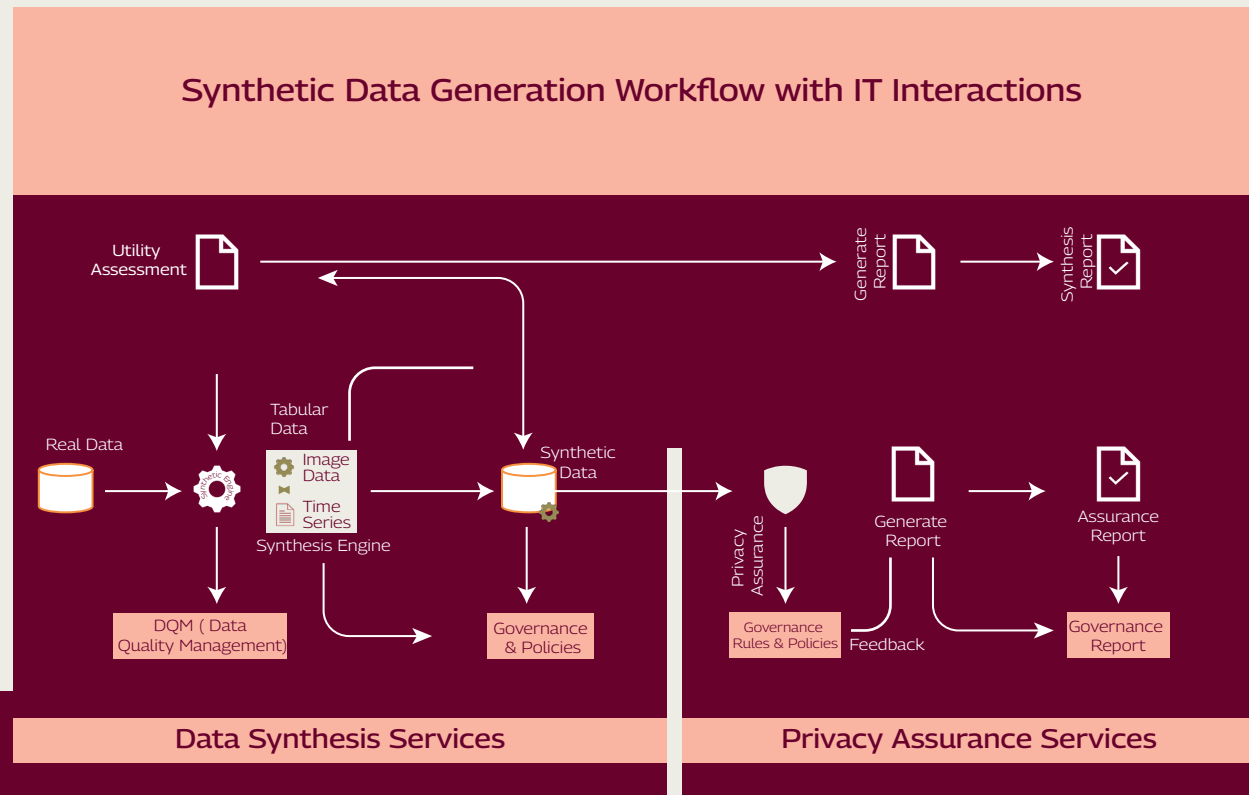 Synthetic Data Generation Workflow with IT Interactions
Utility
Assessment
Generate
Report
Synthesis
Report
Real Data
Synthetic Engine
Tabular
Data
Image
Data
Time
Series
Synthesis Engine
Synthetic
Data
DQM ( Data
Quality Management)
Governance
& Policies
Privacy
Assurance
Governance
Rules & Policies
Feedback
Generate
Report
Assurance
Report
Governance
Report
Data Synthesis Services
Privacy Assurance Services